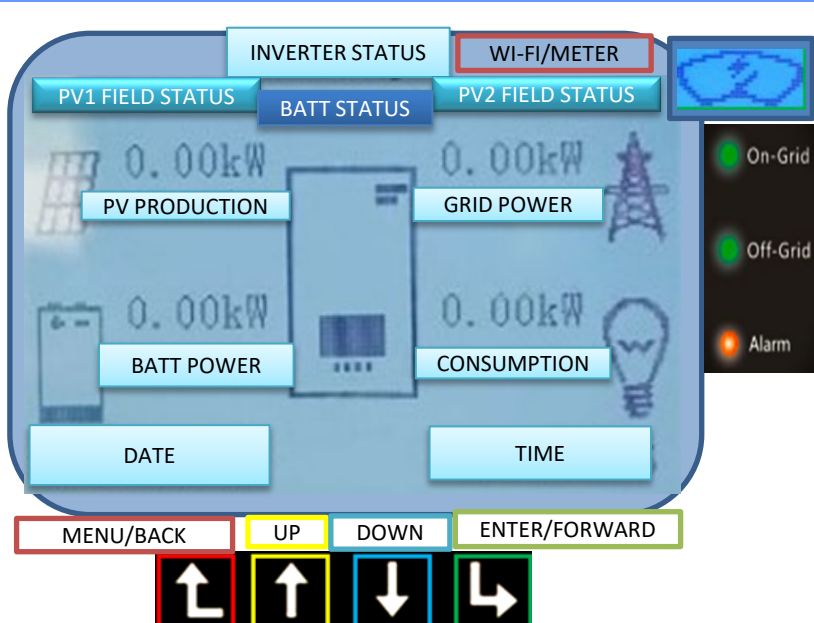 INVERTER STATUS
WI-FI/METER
PV1 FIELD STATUS
BATT STATUS
PV2 FIELD STATUS
0.00kW
0.00kW
On-Grid
PV PRODUCTION
GRID POWER
Off-Grid
0.00kW
0.00kW
Alarm
BATT POWER
CONSUMPTION
DATE
TIME
MENU/BACK
UP
DOWN
ENTER/FORWARD